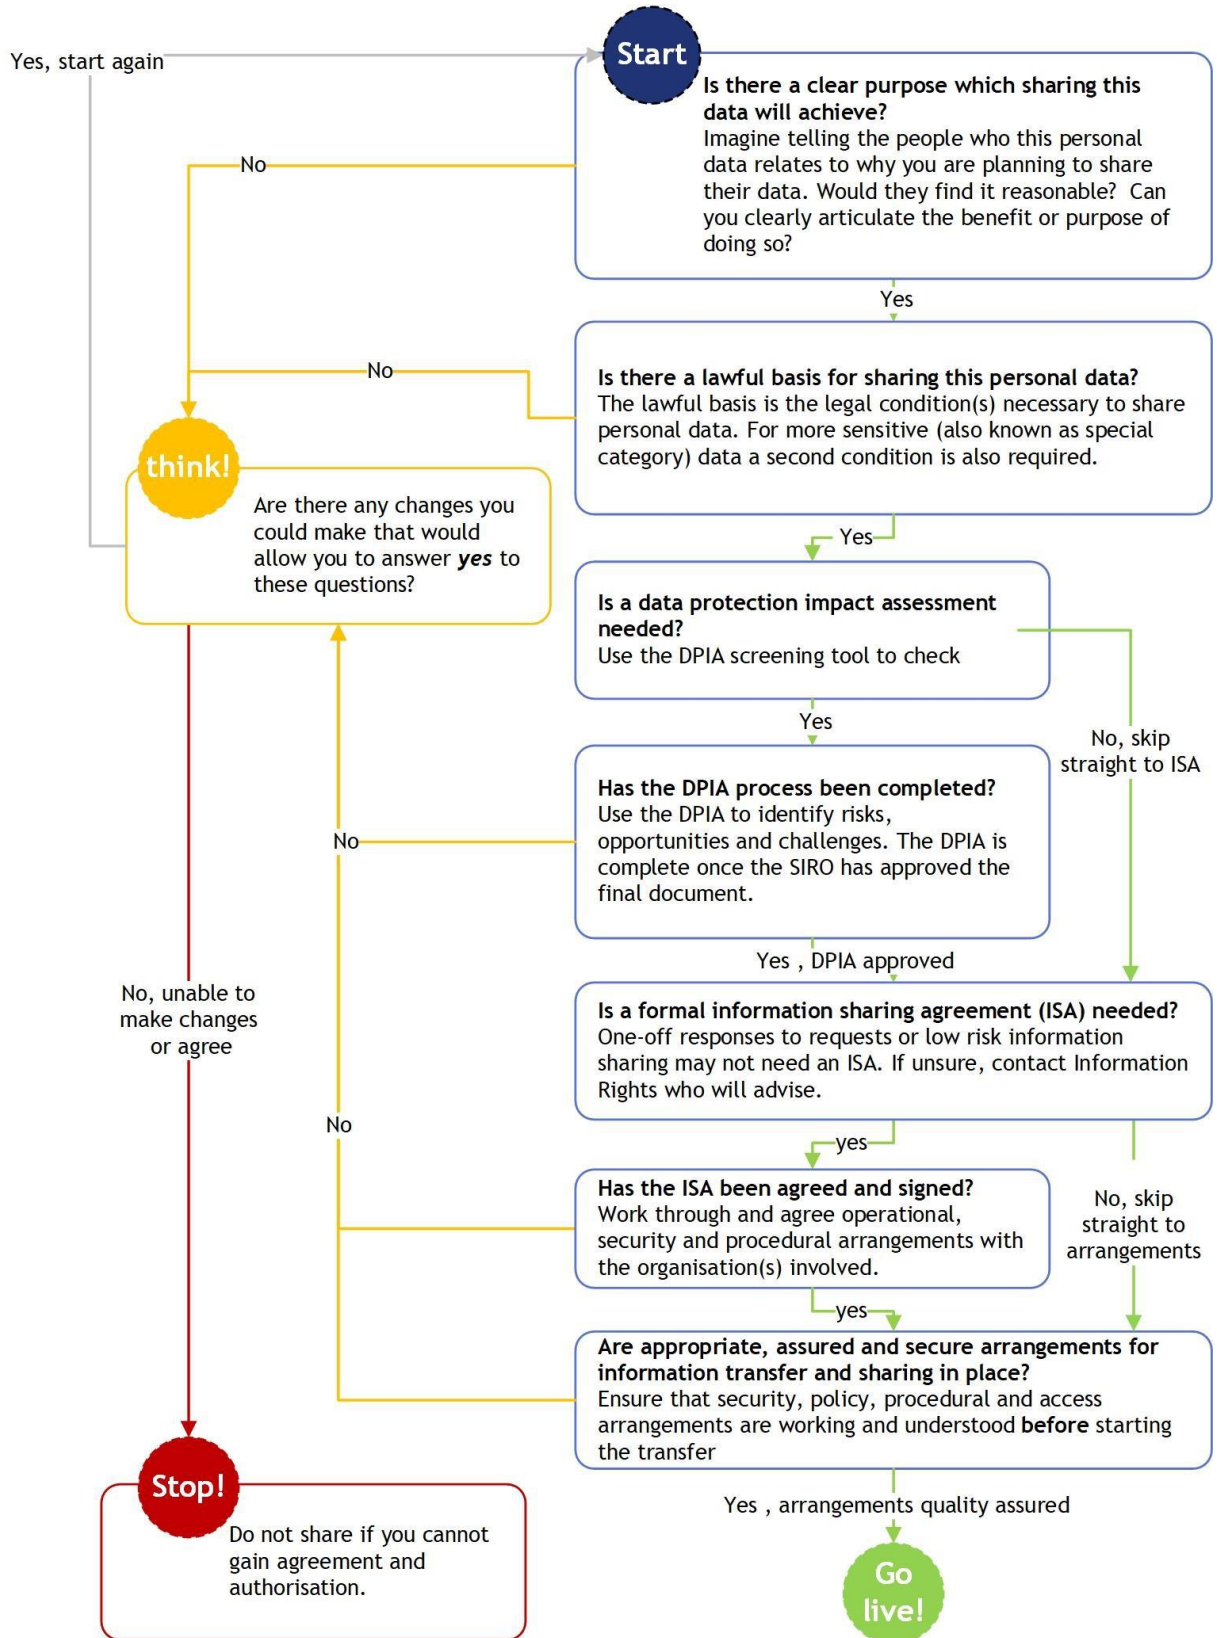 Start
Yes, start again
Is there a clear purpose which sharing this
data will achieve?
Imagine telling the people who this personal
data relates to why you are planning to share
their data. Would they find it reasonable?  Can
you clearly articulate the benefit or purpose of
doing so?
No
Yes
No
Is there a lawful basis for sharing this personal data?
The lawful basis is the legal condition(s) necessary to share
personal data. For more sensitive (also known as special
category) data a second condition is also required.
think!
Are there any changes you
could make that would
allow you to answer yes to
these questions?
Yes
Is a data protection impact assessment
needed?
Use the DPIA screening tool to check
Yes
No, skip
straight to ISA
Has the DPIA process been completed?
Use the DPIA to identify risks,
opportunities and challenges. The DPIA is
complete once the SIRO has approved the
final document.
No
Yes , DPIA approved
No, unable to
make changes
or agree
Is a formal information sharing agreement (ISA) needed?
One-off responses to requests or low risk information
sharing may not need an ISA. If unsure, contact Information
Rights who will advise.
No
yes
Has the ISA been agreed and signed?
Work through and agree operational,
security and procedural arrangements with
the organisation(s) involved.
No, skip
straight to
arrangements
yes
Are appropriate, assured and secure arrangements for
information transfer and sharing in place?
Ensure that security, policy, procedural and access
arrangements are working and understood before starting
the transfer
Stop!
Do not share if you cannot
gain agreement and
authorisation.
Yes , arrangements quality assured
Go
live!